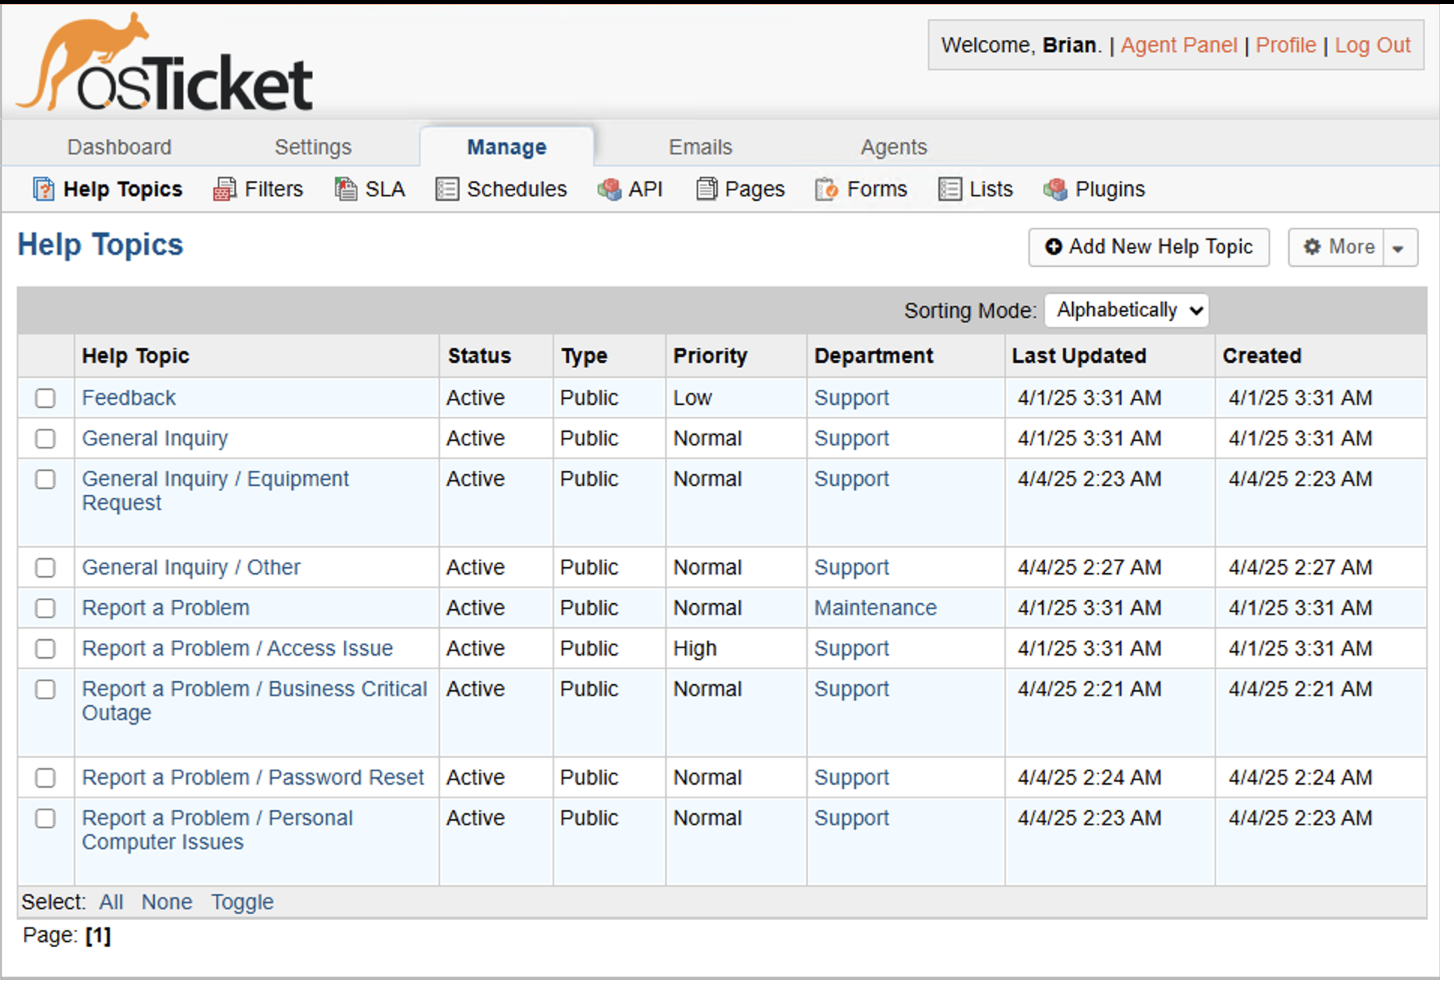 osTicket
Welcome, Brian. | Agent Panel | Profile | Log Out
Dashboard Settings Manage Emails Agents
Help Topics Filters SLA Schedules API Pages Forms Lists Plugins
Help Topics
Add New Help Topic More
Sorting Mode: Alphabetically
Help Topic Status Type Priority Department Last Updated Created
Feedback Active Public Low Support 4/1/25 3:31 AM 4/1/25 3:31 AM
General Inquiry Active Public Normal Support 4/1/25 3:31 AM 4/1/25 3:31 AM
General Inquiry / Equipment Active Public Normal Support 4/4/25 2:23 AM 4/4/25 2:23 AM
Request
General Inquiry / Other Active Public Normal Support 4/4/25 2:27 AM 4/4/25 2:27 AM
Report a Problem Active Public Normal Maintenance 4/1/25 3:31 AM 4/1/25 3:31 AM
Report a Problem / Access Issue Active Public High Support 4/1/25 3:31 AM 4/1/25 3:31 AM
Report a Problem / Business Critical Active Public Normal Support 4/4/25 2:21 AM 4/4/25 2:21 AM
Outage
Report a Problem / Password Reset Active Public Normal Support 4/4/25 2:24 AM 4/4/25 2:24 AM
Report a Problem / Personal Active Public Normal Support 4/4/25 2:23 AM 4/4/25 2:23 AM
Computer Issues
Select: All None Toggle
Page: [1]